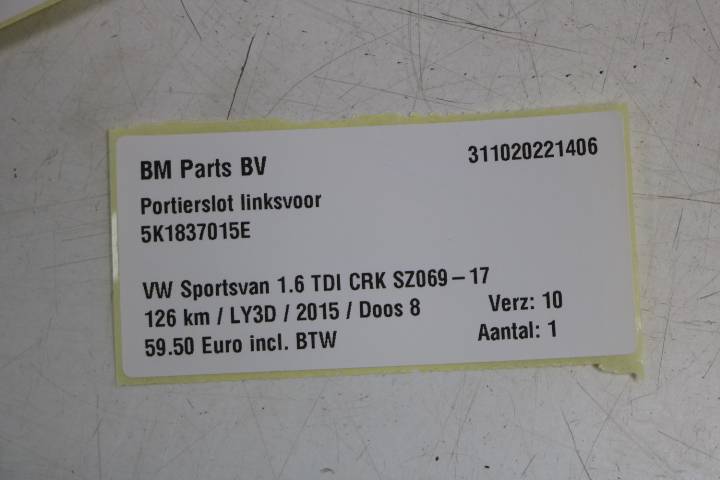 BM Parts BV 311020221406
Portierslot linksvoor
5K1837015E
VW Sportsvan 1.6 TDI CRK SZ069-17
126 km / LY3D / 2015 / Doos 8 Verz: 10
59.50 Euro incl. BTW Aantal: 1